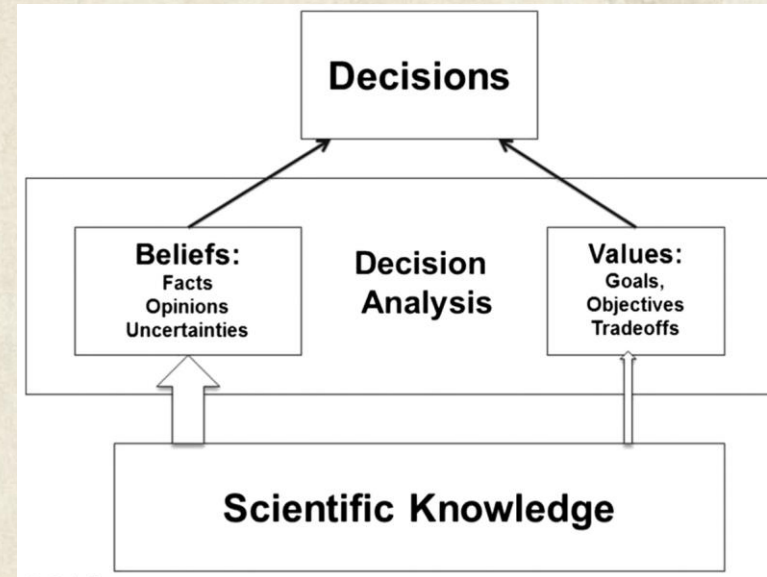 Decisions
Beliefs:
Facts
Opinions
Uncertainties
Decision
Analysis
Values:
Goals,
Objectives
Tradeoffs
Scientific Knowledge